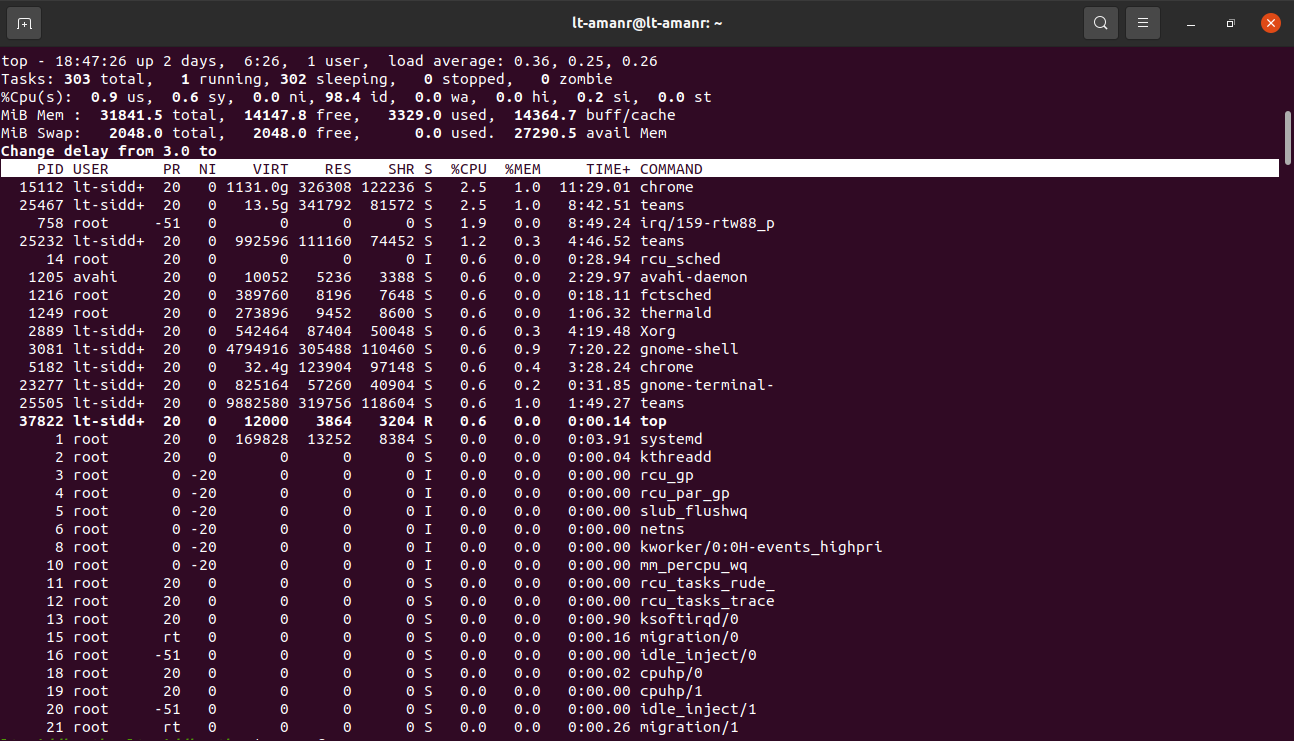 lt-amanr@lt-amanr: ~
top - 18:47:26 up 2 days,  6:26,  1 user,  load average: 0.36, 0.25, 0.26
Tasks: 303 total,   1 running, 302 sleeping,   0 stopped,   0 zombie
%Cpu(s):  0.9 us,  0.6 sy,  0.0 ni, 98.4 id,  0.0 wa,  0.0 hi,  0.2 si,  0.0 st
MiB Mem :  31841.5 total,  14147.8 free,   3329.0 used,  14364.7 buff/cache
MiB Swap:   2048.0 total,   2048.0 free,      0.0 used.  27290.5 avail Mem
Change delay from 3.0 to
    PID USER      PR  NI    VIRT    RES    SHR S  %CPU  %MEM     TIME+ COMMAND
  15112 lt-sidd+  20   0 1131.0g 326308 122236 S   2.5   1.0  11:29.01 chrome
  25467 lt-sidd+  20   0   13.5g 341792  81572 S   2.5   1.0   8:42.51 teams
    758 root     -51   0       0      0      0 S   1.9   0.0   8:49.24 irq/159-rtw88_p
  25232 lt-sidd+  20   0  992596 111160  74452 S   1.2   0.3   4:46.52 teams
     14 root      20   0       0      0      0 I   0.6   0.0   0:28.94 rcu_sched
   1205 avahi     20   0   10052   5236   3388 S   0.6   0.0   2:29.97 avahi-daemon
   1216 root      20   0  389760   8196   7648 S   0.6   0.0   0:18.11 fctsched
   1249 root      20   0  273896   9452   8600 S   0.6   0.0   1:06.32 thermald
   2889 lt-sidd+  20   0  542464  87404  50048 S   0.6   0.3   4:19.48 Xorg
   3081 lt-sidd+  20   0 4794916 305488 110460 S   0.6   0.9   7:20.22 gnome-shell
   5182 lt-sidd+  20   0   32.4g 123904  97148 S   0.6   0.4   3:28.24 chrome
  23277 lt-sidd+  20   0  825164  57260  40904 S   0.6   0.2   0:31.85 gnome-terminal-
  25505 lt-sidd+  20   0 9882580 319756 118604 S   0.6   1.0   1:49.27 teams
  37822 lt-sidd+  20   0   12000   3864   3204 R   0.6   0.0   0:00.14 top
      1 root      20   0  169828  13252   8384 S   0.0   0.0   0:03.91 systemd
      2 root      20   0       0      0      0 S   0.0   0.0   0:00.04 kthreadd
      3 root       0 -20       0      0      0 I   0.0   0.0   0:00.00 rcu_gp
      4 root       0 -20       0      0      0 I   0.0   0.0   0:00.00 rcu_par_gp
      5 root       0 -20       0      0      0 I   0.0   0.0   0:00.00 slub_flushwq
      6 root       0 -20       0      0      0 I   0.0   0.0   0:00.00 netns
      8 root       0 -20       0      0      0 I   0.0   0.0   0:00.00 kworker/0:0H-events_highpri
     10 root       0 -20       0      0      0 I   0.0   0.0   0:00.00 mm_percpu_wq
     11 root      20   0       0      0      0 S   0.0   0.0   0:00.00 rcu_tasks_rude_
     12 root      20   0       0      0      0 S   0.0   0.0   0:00.00 rcu_tasks_trace
     13 root      20   0       0      0      0 S   0.0   0.0   0:00.90 ksoftirqd/0
     15 root      rt   0       0      0      0 S   0.0   0.0   0:00.16 migration/0
     16 root     -51   0       0      0      0 S   0.0   0.0   0:00.00 idle_inject/0
     18 root      20   0       0      0      0 S   0.0   0.0   0:00.02 cpuhp/0
     19 root      20   0       0      0      0 S   0.0   0.0   0:00.00 cpuhp/1
     20 root     -51   0       0      0      0 S   0.0   0.0   0:00.00 idle_inject/1
     21 root      rt   0       0      0      0 S   0.0   0.0   0:00.26 migration/1